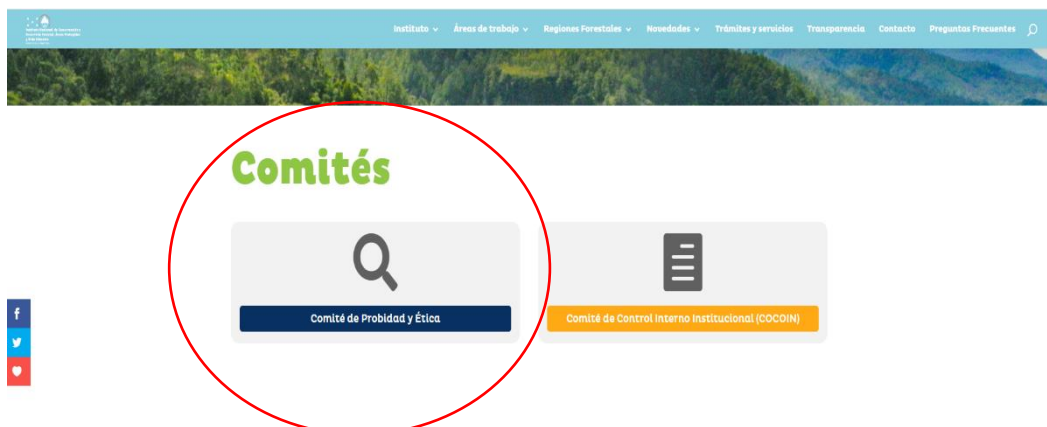 Instituto
Áreas de trabajo
Regiones Forestales
Novedades
Trámites y servicios
Transparencia
Contacto
Preguntas Frecuentes
Comités
Comité de Probidad y Ética
Comité de Control Interno Institucional (COCOIN)
f